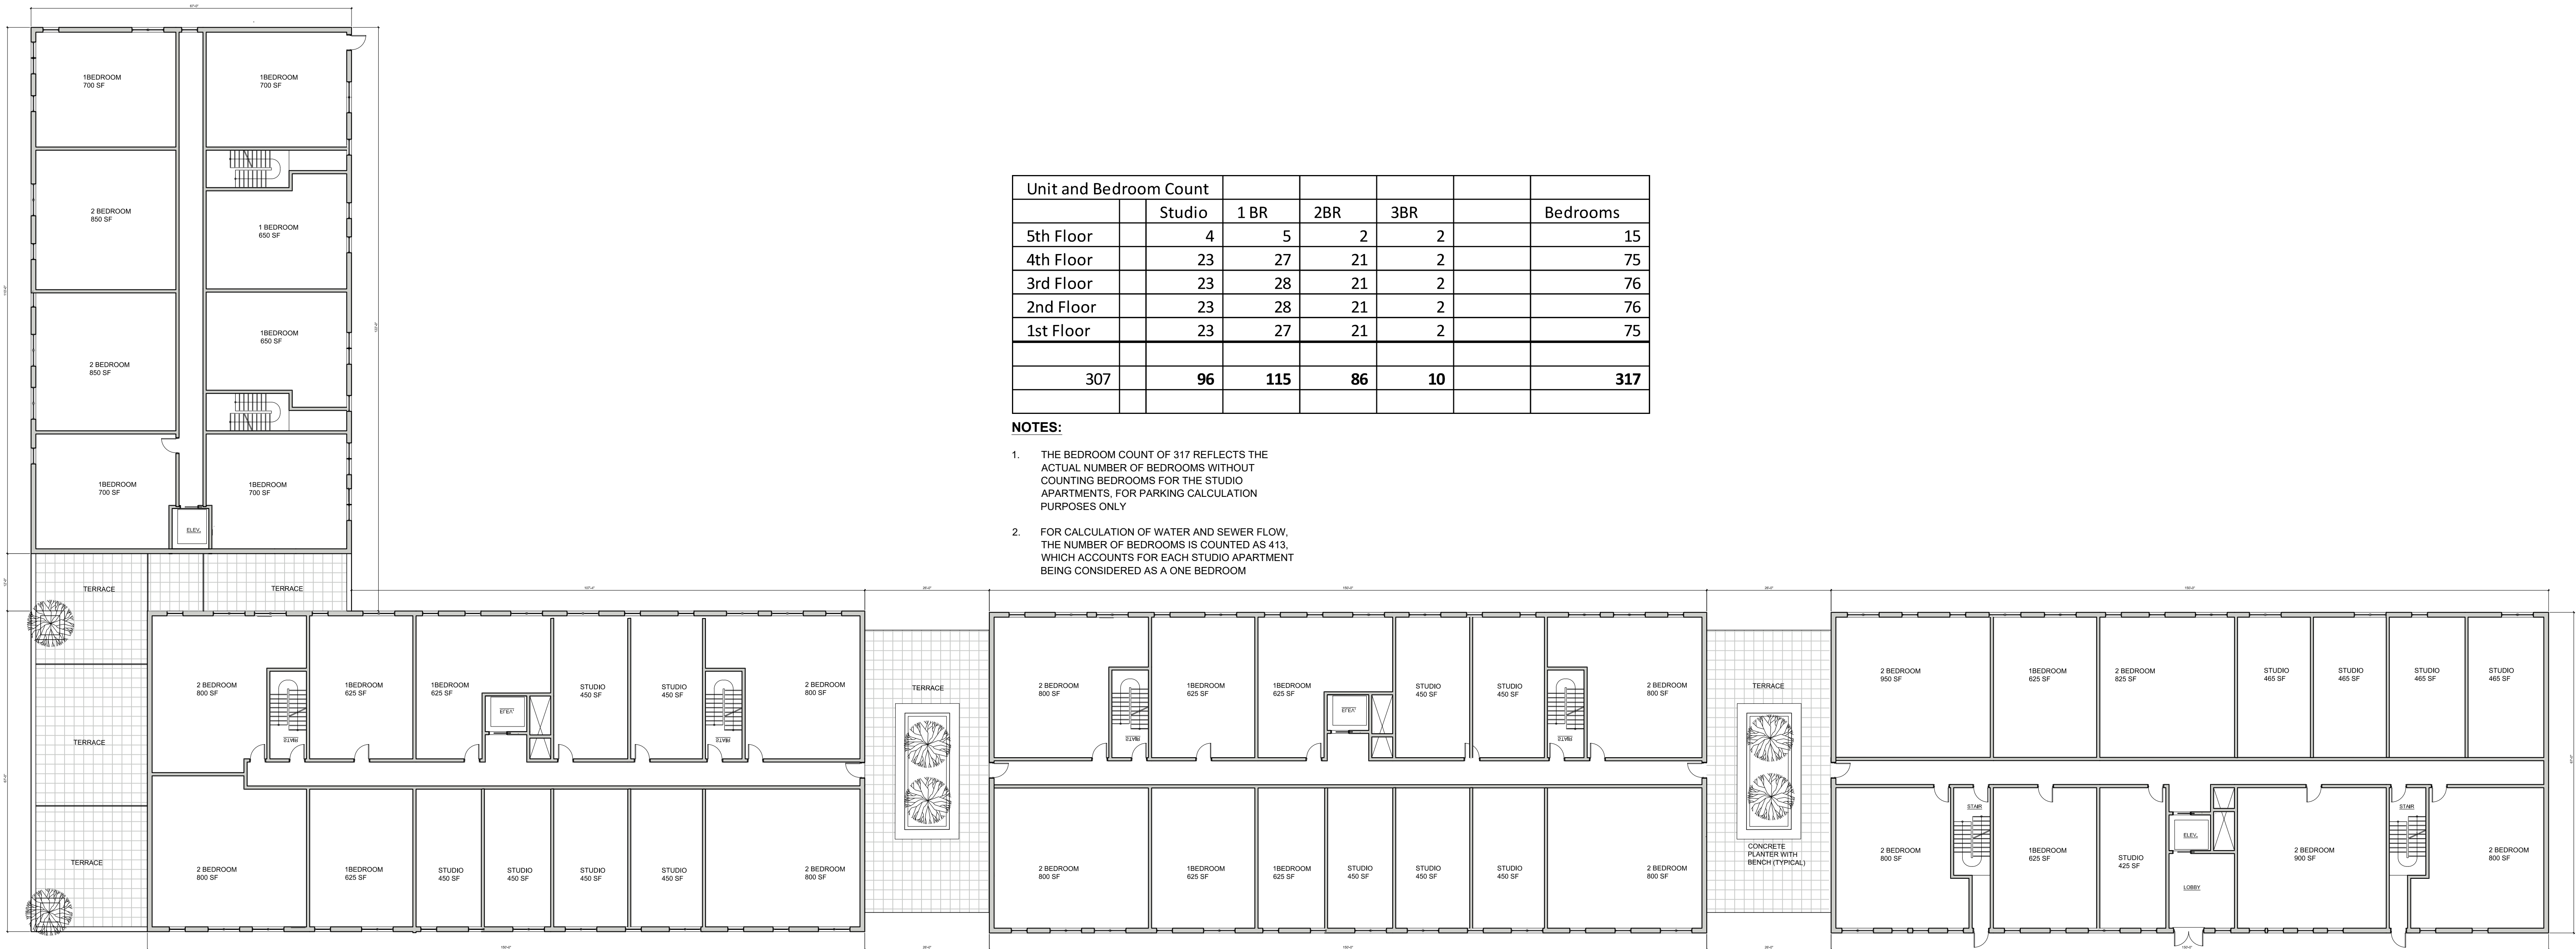 67'-0"
1BEDROOM
700 SF
1BEDROOM
700 SF
2 BEDROOM
850 SF
1 BEDROOM
650 SF
2 BEDROOM
850 SF
1BEDROOM
650 SF
1BEDROOM
700 SF
1BEDROOM
700 SF
ELEV.
Unit and Bedroom Count
Studio 1 BR 2BR 3BR Bedrooms
5th Floor 4 5 2 2 15
4th Floor 23 27 21 2 75
3rd Floor 23 28 21 2 76
2nd Floor 23 28 21 2 76
1st Floor 23 27 21 2 75
307 96 115 86 10 317
NOTES:
1. THE BEDROOM COUNT OF 317 REFLECTS THE
ACTUAL NUMBER OF BEDROOMS WITHOUT
COUNTING BEDROOMS FOR THE STUDIO
APARTMENTS, FOR PARKING CALCULATION
PURPOSES ONLY
2. FOR CALCULATION OF WATER AND SEWER FLOW,
THE NUMBER OF BEDROOMS IS COUNTED AS 413,
WHICH ACCOUNTS FOR EACH STUDIO APARTMENT
BEING CONSIDERED AS A ONE BEDROOM
TERRACE
TERRACE
TERRACE
TERRACE
2 BEDROOM
800 SF
1BEDROOM
625 SF
1BEDROOM
625 SF
ELEV.
STUDIO
450 SF
STUDIO
450 SF
2 BEDROOM
800 SF
STAIR
STAIR
2 BEDROOM
800 SF
1BEDROOM
625 SF
STUDIO
450 SF
STUDIO
450 SF
STUDIO
450 SF
STUDIO
450 SF
2 BEDROOM
800 SF
TERRACE
2 BEDROOM
800 SF
1BEDROOM
625 SF
1BEDROOM
625 SF
ELEV.
STUDIO
450 SF
STUDIO
450 SF
2 BEDROOM
800 SF
STAIR
STAIR
2 BEDROOM
800 SF
1BEDROOM
625 SF
1BEDROOM
625 SF
STUDIO
450 SF
STUDIO
450 SF
STUDIO
450 SF
2 BEDROOM
800 SF
TERRACE
CONCRETE
PLANTER WITH
BENCH (TYPICAL)
2 BEDROOM
950 SF
1BEDROOM
625 SF
2 BEDROOM
825 SF
STUDIO
465 SF
STUDIO
465 SF
STUDIO
465 SF
STUDIO
465 SF
2 BEDROOM
800 SF
STAIR
1BEDROOM
625 SF
STUDIO
425 SF
ELEV.
LOBBY
2 BEDROOM
900 SF
STAIR
2 BEDROOM
800 SF
150'-0"
150'-0"
150'-0"